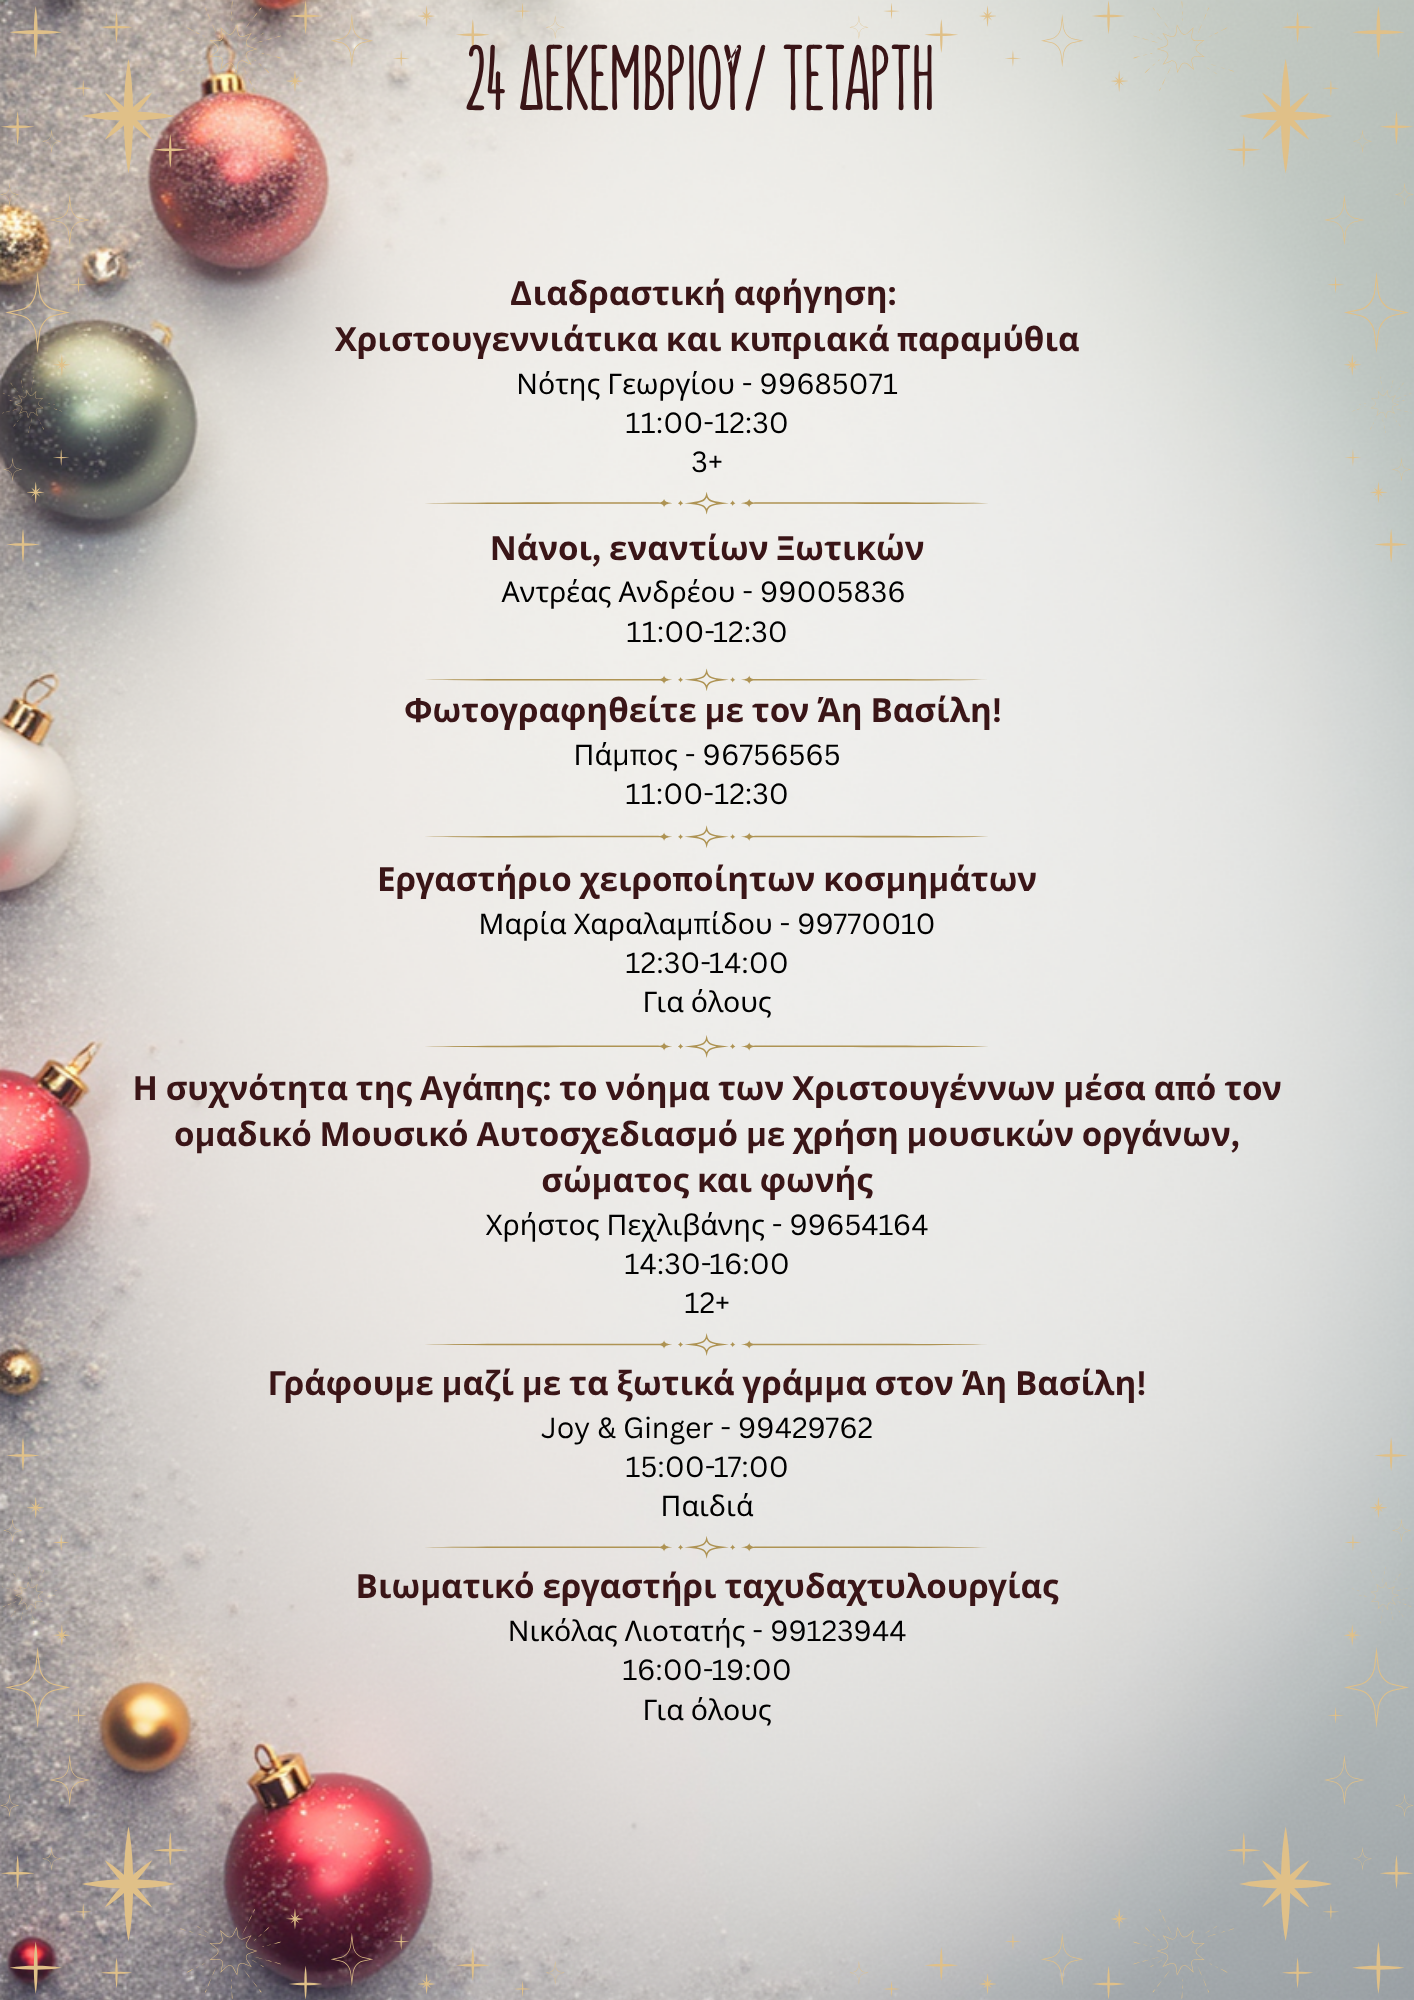 24 ΔΕΚΕΜΒΡΙΟΥ/ ΤΕΤΑΡΤΗ
Διαδραστική αφήγηση:
Χριστουγεννιάτικα και κυπριακά παραμύθια
Νότης Γεωργίου - 99685071
11:00-12:30
3+
Νάνοι, εναντίων Ξωτικών
Αντρέας Ανδρέου - 99005836
11:00-12:30
Φωτογραφηθείτε με τον Άη Βασίλη!
Πάμπος - 96756565
11:00-12:30
Εργαστήριο χειροποίητων κοσμημάτων
Μαρία Χαραλαμπίδου - 99770010
12:30-14:00
Για όλους
Η συχνότητα της Αγάπης: το νόημα των Χριστουγέννων μέσα από τον
ομαδικό Μουσικό Αυτοσχεδιασμό με χρήση μουσικών οργάνων,
σώματος και φωνής
Χρήστος Πεχλιβάνης - 99654164
14:30-16:00
12+
Γράφουμε μαζί με τα ξωτικά γράμμα στον Άη Βασίλη!
Joy & Ginger - 99429762
15:00-17:00
Παιδιά
Βιωματικό εργαστήρι ταχυδαχτυλουργίας
Νικόλας Λιοτατής - 99123944
16:00-19:00
Για όλους